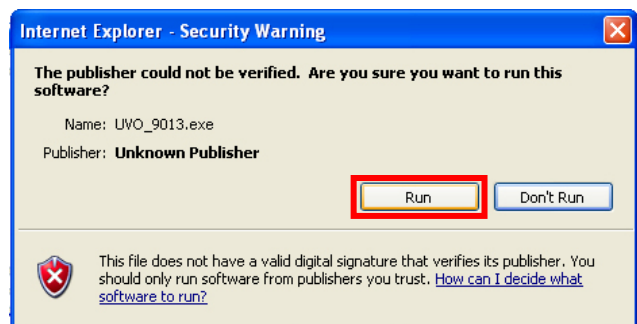 Internet Explorer - Security Warning
The publisher could not be verified. Are you sure you want to run this
software?
Name: UVO_9013.exe
Publisher: Unknown Publisher
Run Don't Run
This file does not have a valid digital signature that verifies its publisher. You
should only run software from publishers you trust. How can I decide what
software to run?